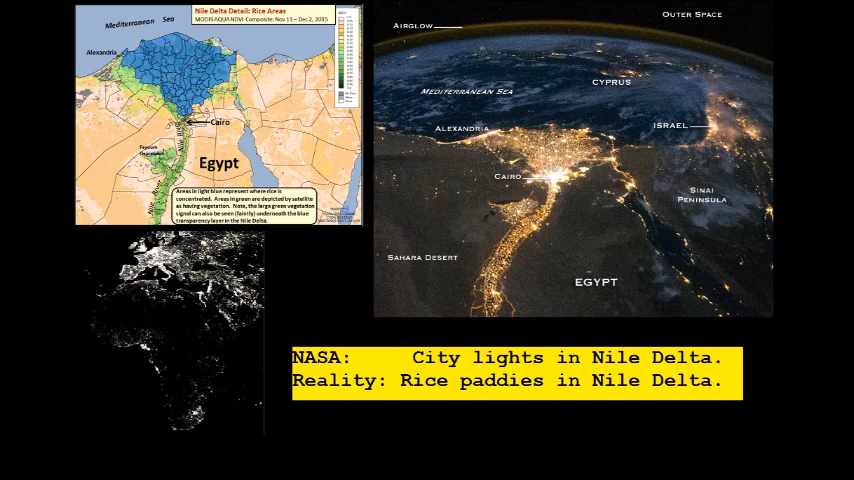 Nile Delta Detail: Rice Areas
MODIS AQUA NDVI Composite: Nov 11 – Dec 2, 2015
Mediterranean Sea
Alexandria
Cairo
Nile River
Fayoum
Depression
Egypt
Areas in light blue represent where rice is
concentrated. Areas in green are depicted by satellite
as having vegetation. Note, the large green vegetation
signal can also be seen (faintly) underneath the blue
transparency layer in the Nile Delta.
OUTER SPACE
AIRGLOW
CYPRUS
MEDITERRANEAN SEA
ISRAEL
ALEXANDRIA
CAIRO
SINAI
PENINSULA
SAHARA DESERT
EGYPT
NASA: City lights in Nile Delta.
Reality: Rice paddies in Nile Delta.